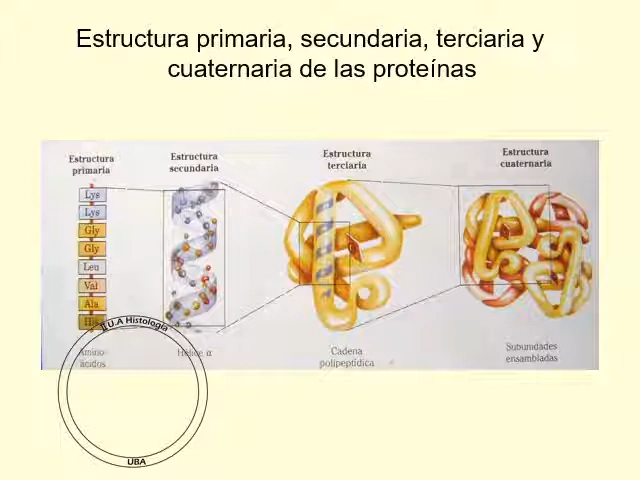 Estructura primaria, secundaria, terciaria y
cuaternaria de las proteínas
Estructura
primaria
Estructura
secundaria
Estructura
terciaria
Estructura
cuaternaria
Lys
Lys
Gly
Gly
Leu
Val
Ala
His
Amino-
ácidos
Hélice α
Cadena
polipeptídica
Subunidades
ensambladas
II U.A Histología
UBA